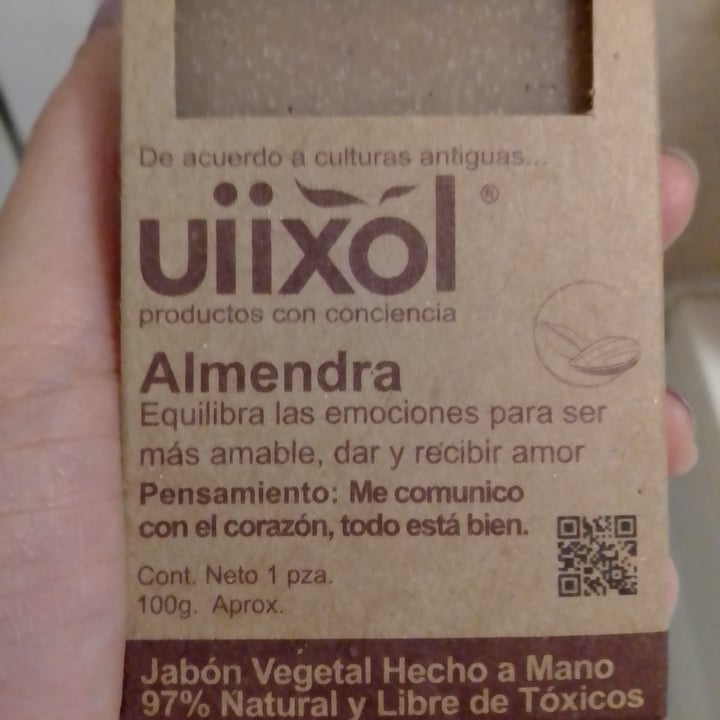 De acuerdo a culturas antiguas...
uiixol ®
productos con conciencia
Almendra
Equilibra las emociones para ser
más amable, dar y recibir amor
Pensamiento: Me comunico
con el corazón, todo está bien.
Cont. Neto 1 pza.
100g. Aprox.
Jabón Vegetal Hecho a Mano
97% Natural y Libre de Tóxicos